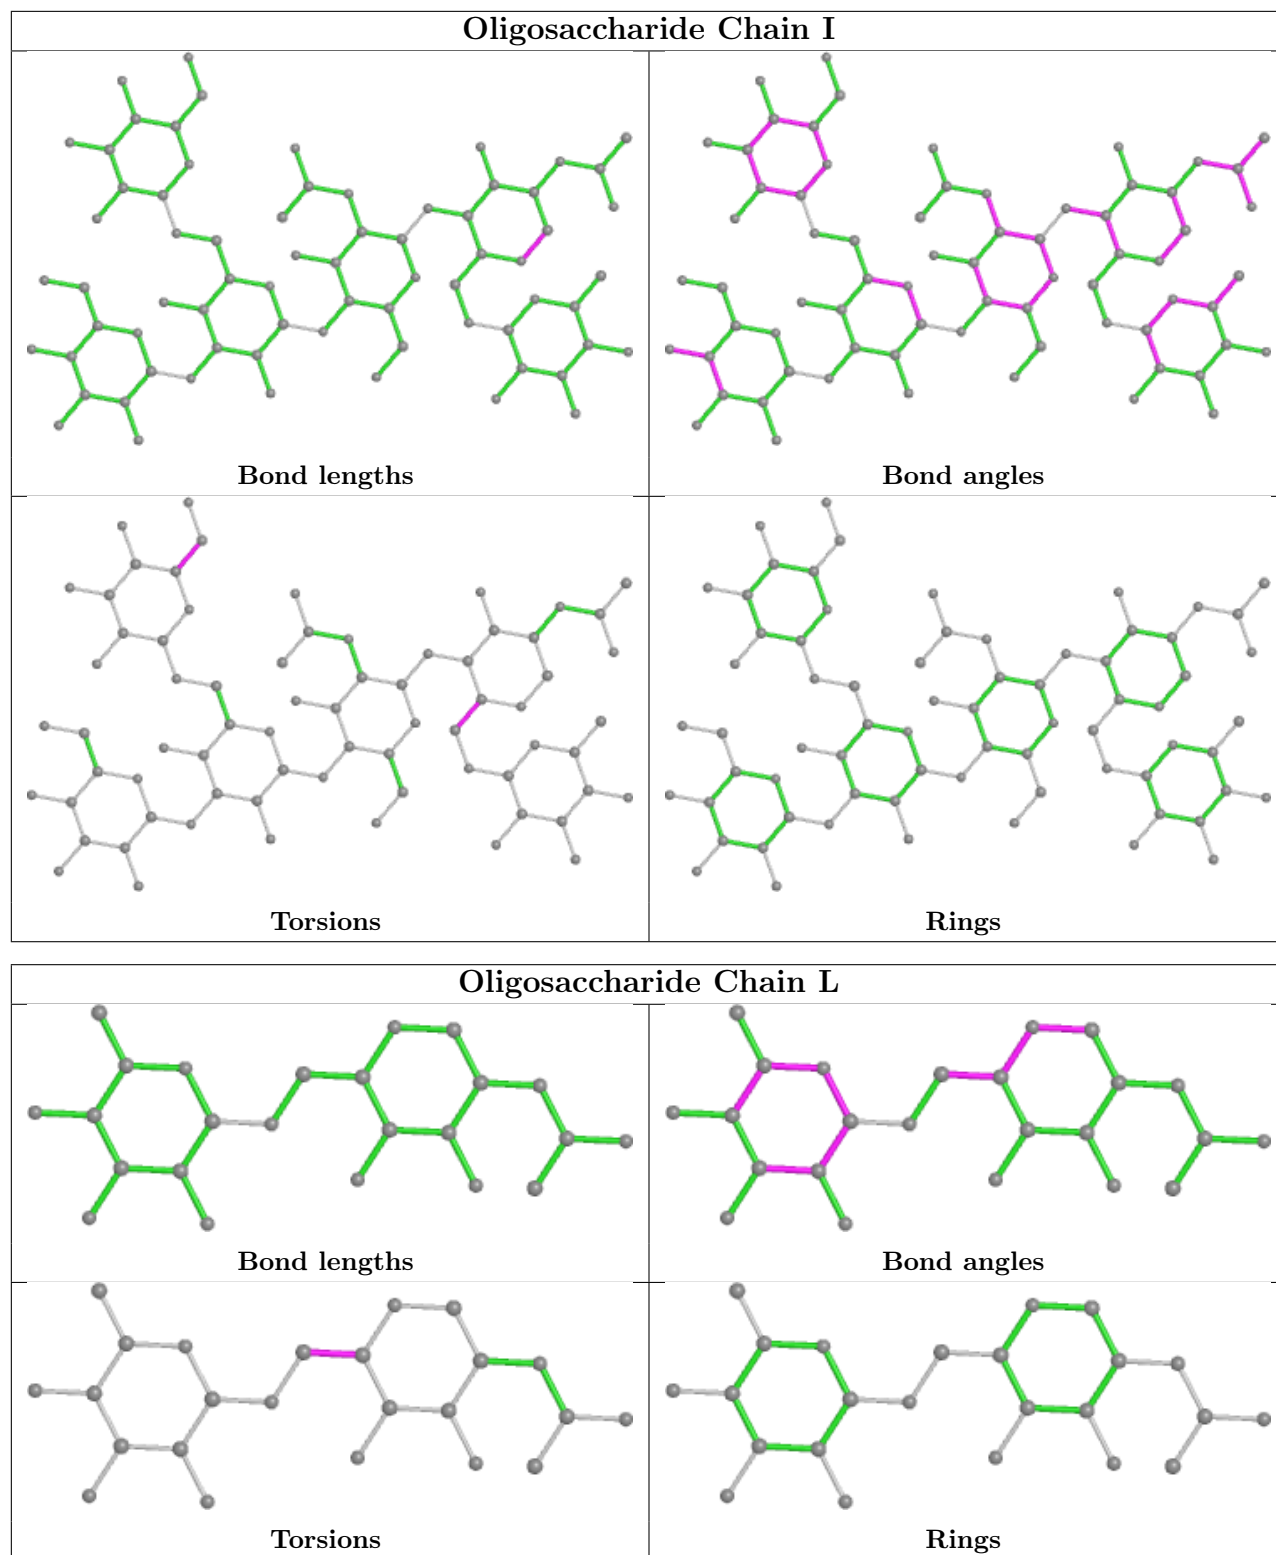 Oligosaccharide Chain I
Bond lengths
Bond angles
Torsions
Rings
Oligosaccharide Chain L
Bond lengths
Bond angles
Torsions
Rings